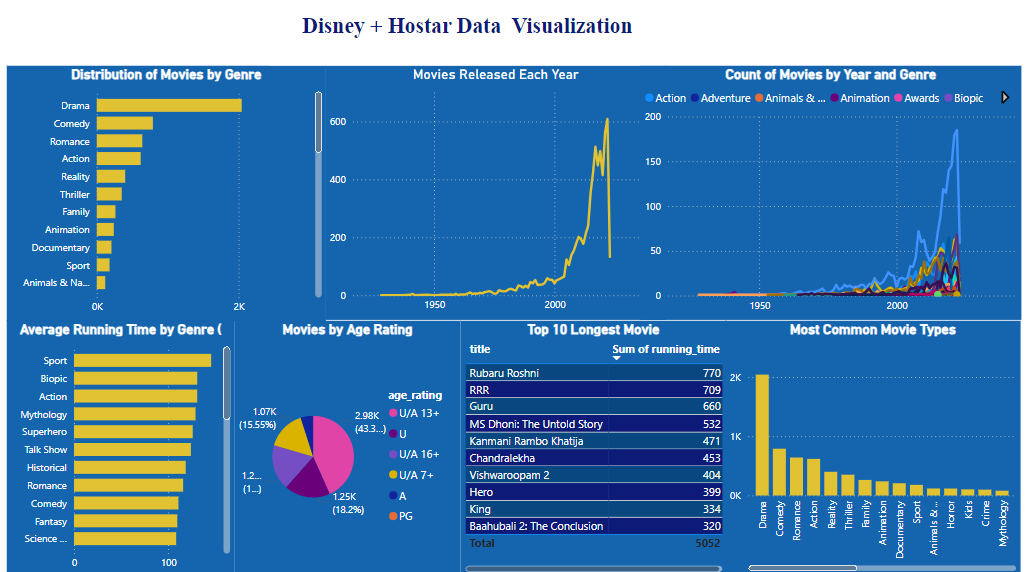 Disney + Hostar Data Visualization
Distribution of Movies by Genre
Drama
Comedy
Romance
Action
Reality
Thriller
Family
Animation
Documentary
Sport
Animals & Na...
0K 2K
Movies Released Each Year
600
400
200
0
1950 2000
Count of Movies by Year and Genre
Action Adventure Animals & ... Animation Awards Biopic
200
150
100
50
0
1950 2000
Average Running Time by Genre (
Sport
Biopic
Action
Mythology
Superhero
Talk Show
Historical
Romance
Comedy
Fantasy
Science ...
0 100
Movies by Age Rating
1.07K
(15.55%)
2.98K
(43.3...)
1.2...
(1...)
1.25K
(18.2%)
age_rating
U/A 13+
U
U/A 16+
U/A 7+
A
PG
Top 10 Longest Movie
title Sum of running_time
Rubaru Roshni 770
RRR 709
Guru 660
MS Dhoni: The Untold Story 532
Kanmani Rambo Khatija 471
Chandralekha 453
Vishwaroopam 2 404
Hero 399
King 334
Baahubali 2: The Conclusion 320
Total 5052
Most Common Movie Types
2K
1K
0K
Drama
Comedy
Romance
Action
Reality
Thriller
Family
Animation
Documentary
Sport
Animals & ...
Horror
Kids
Crime
Mythology